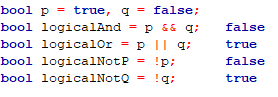 bool p = true, q = false;
bool logicalAnd = p && q; false
bool logicalOr = p || q; true
bool logicalNotP = !p; false
bool logicalNotQ = !q; true